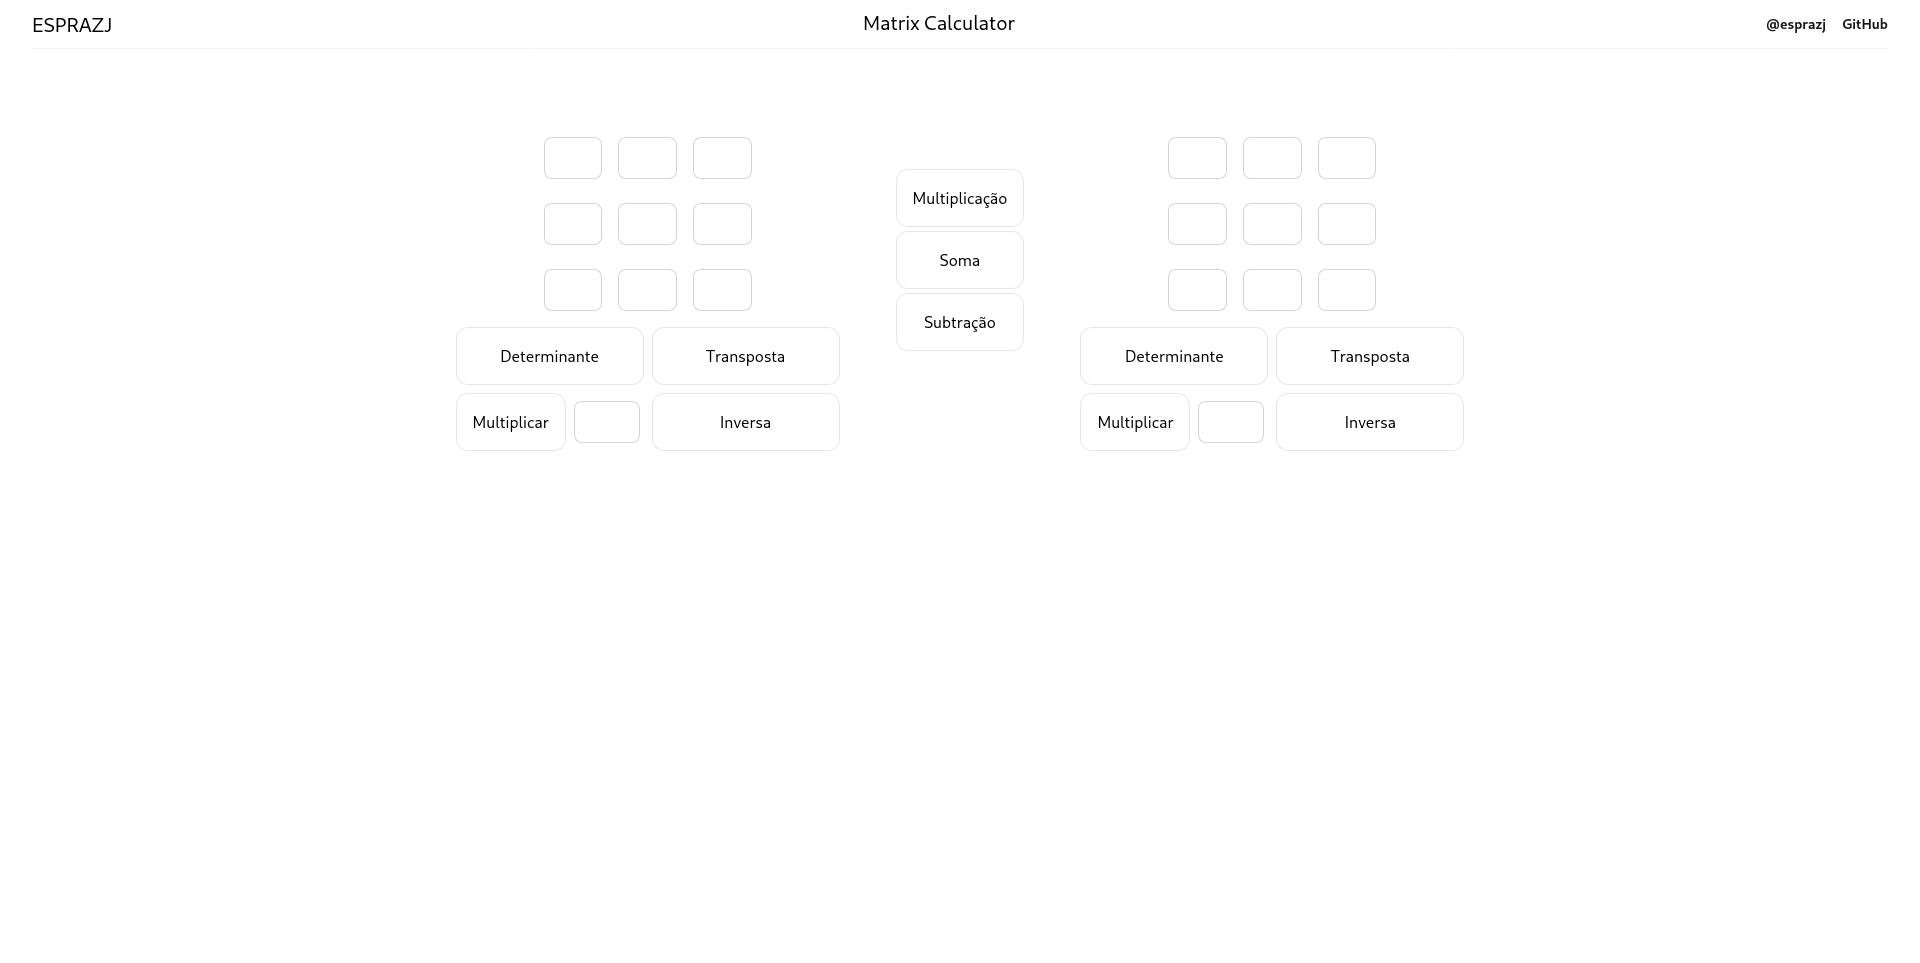 ESPRAZJ
Matrix Calculator
@esprazj GitHub
Multiplicação
Soma
Subtração
Determinante Transposta
Multiplicar Inversa
Determinante Transposta
Multiplicar Inversa